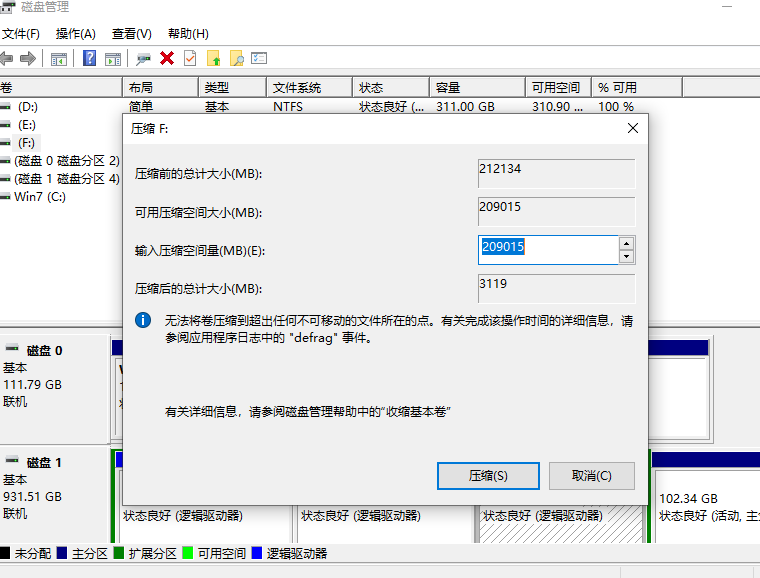 磁盘管理
文件(F) 操作(A) 查看(V) 帮助(H)
卷 布局 类型 文件系统 状态 容量 可用空间 % 可用
(D:) 简单 基本 NTFS 状态良好 (... 311.00 GB 310.90 ... 100 %
(E:)
(F:)
(磁盘 0 磁盘分区 2)
(磁盘 1 磁盘分区 4)
Win7 (C:)
压缩 F:
压缩前的总计大小(MB): 212134
可用压缩空间大小(MB): 209015
输入压缩空间量(MB)(E): 209015
压缩后的总计大小(MB): 3119
无法将卷压缩到超出任何不可移动的文件所在的点。有关完成该操作时间的详细信息，请
参阅应用程序日志中的 "defrag" 事件。
有关详细信息，请参阅磁盘管理帮助中的“收缩基本卷”
压缩(S) 取消(C)
磁盘 0
基本
111.79 GB
联机
磁盘 1
基本
931.51 GB
联机
状态良好 (逻辑驱动器) 状态良好 (逻辑驱动器) 状态良好 (逻辑驱动器)
102.34 GB
状态良好 (活动, 主
未分配 主分区 扩展分区 可用空间 逻辑驱动器